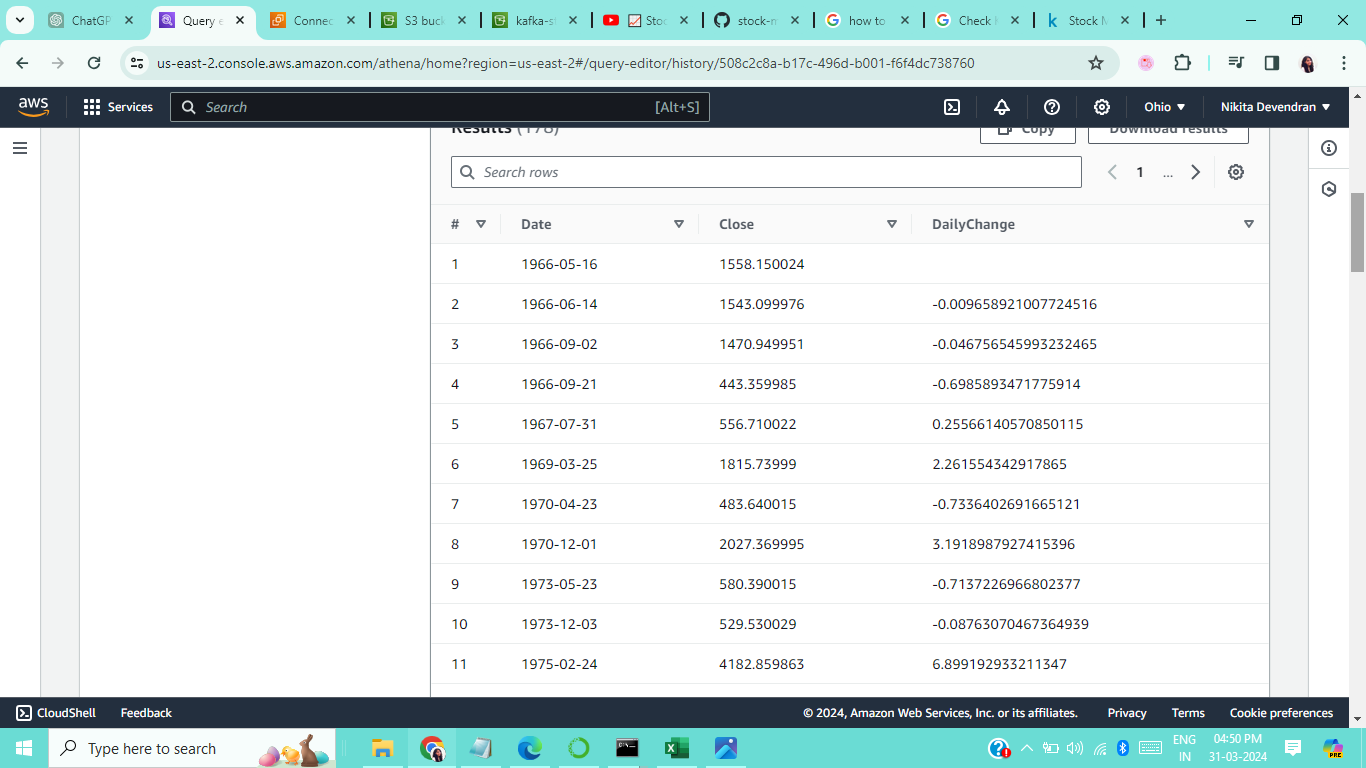 ChatGP Query e Connec S3 buck kafka-st Stoc stock-m how to Check Stock M
us-east-2.console.aws.amazon.com/athena/home?region=us-east-2#/query-editor/history/508c2c8a-b17c-496d-b001-f6f4dc738760
aws Services Search [Alt+S] Ohio Nikita Devendran
Results (178) Copy Download results
Search rows 1 ...
# Date Close DailyChange
1 1966-05-16 1558.150024
2 1966-06-14 1543.099976 -0.009658921007724516
3 1966-09-02 1470.949951 -0.046756545993232465
4 1966-09-21 443.359985 -0.6985893471775914
5 1967-07-31 556.710022 0.25566140570850115
6 1969-03-25 1815.73999 2.261554342917865
7 1970-04-23 483.640015 -0.7336402691665121
8 1970-12-01 2027.369995 3.1918987927415396
9 1973-05-23 580.390015 -0.7137226966802377
10 1973-12-03 529.530029 -0.08763070467364939
11 1975-02-24 4182.859863 6.899192933211347
CloudShell Feedback © 2024, Amazon Web Services, Inc. or its affiliates. Privacy Terms Cookie preferences
Type here to search ENG 04:50 PM
IN 31-03-2024
PRE